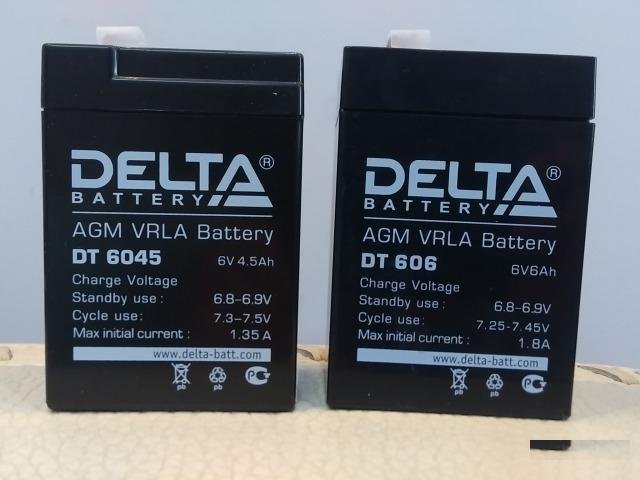 DELTA®
BATTERY
AGM VRLA Battery
DT 6045 6V 4.5Ah
Charge Voltage
Standby use : 6.8-6.9V
Cycle use : 7.3-7.5V
Max initial current : 1.35 A
www.delta-batt.com
pb pb PG
DELTA®
BATTERY
AGM VRLA Battery
DT 606 6V6Ah
Charge Voltage
Standby use : 6.8-6.9V
Cycle use : 7.25-7.45V
Max initial current : 1.8A
www.delta-batt.com
pb pb PG